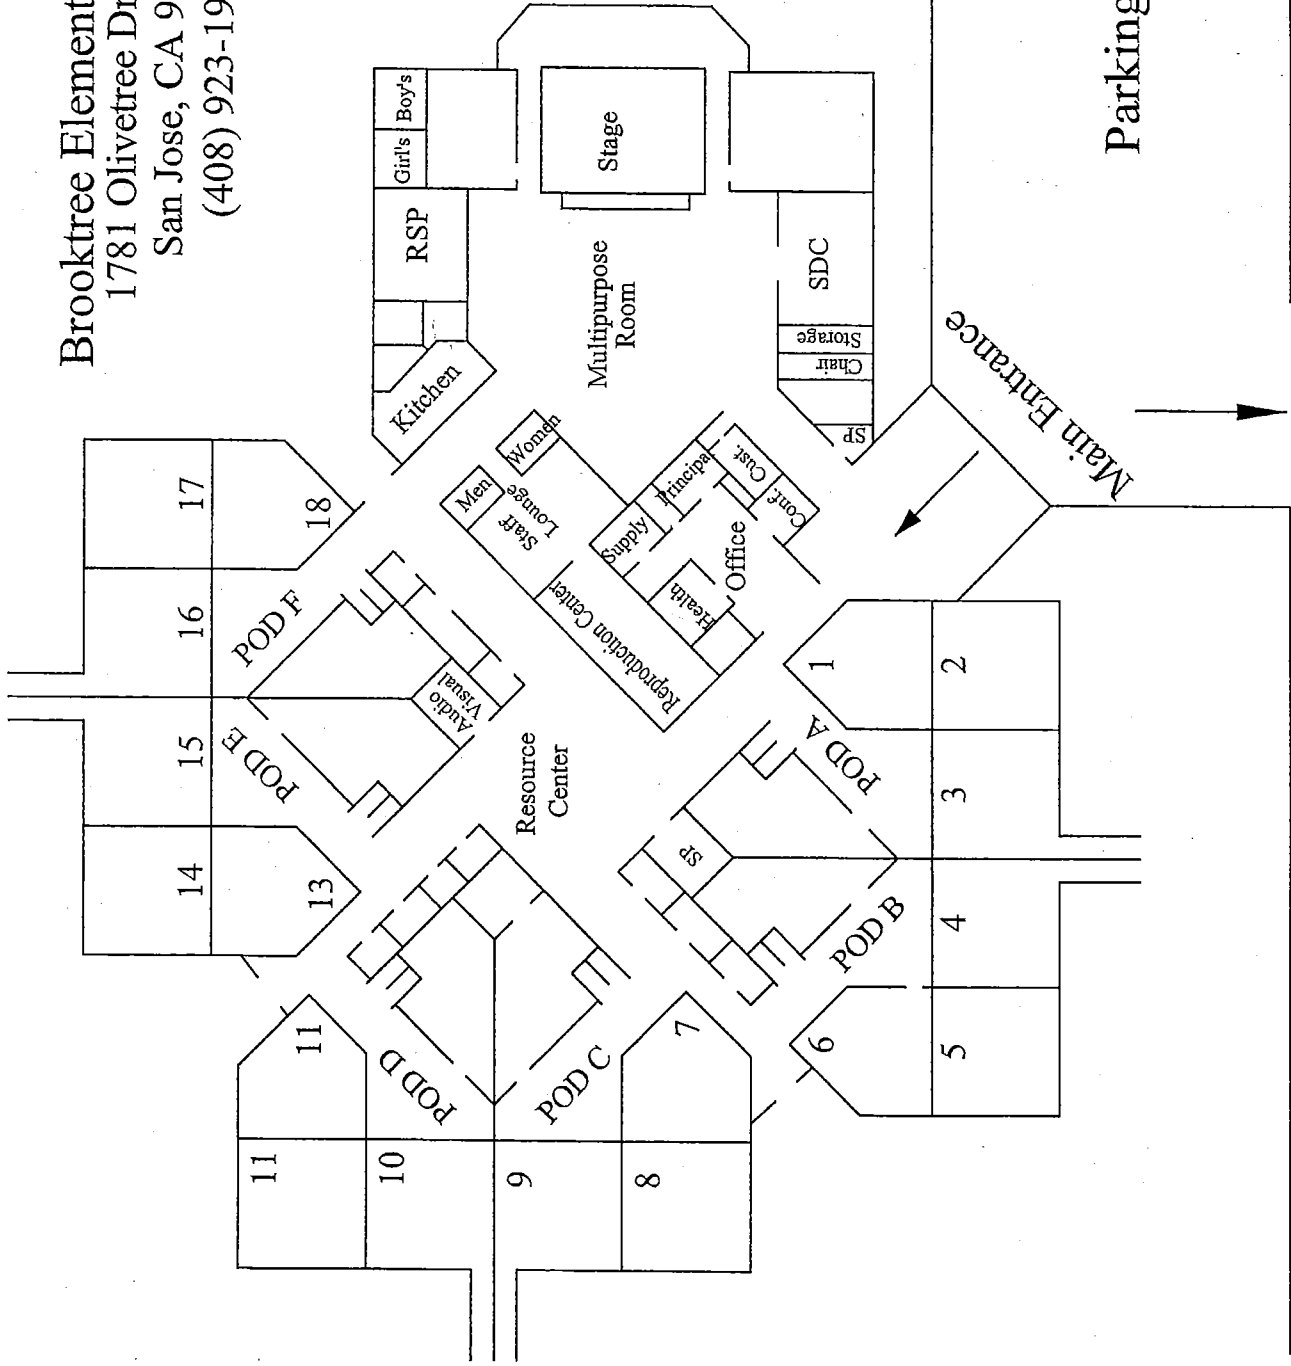 Brooktree Element
1781 Olivetree Dr
San Jose, CA 9
(408) 923-19
Parking
Main Entrance
Boy's
Girl's
RSP
Kitchen
Stage
Multipurpose
Room
SDC
Storage
Chair
SP
Women
Men
Staff
Lounge
Supply
Principal
Cust.
Conf.
Office
Health
Reproduction Center
Resource
Center
Audio
Visual
SP
POD A
POD B
POD C
POD D
POD E
POD F
1
2
3
4
5
6
7
8
9
10
11
11
13
14
15
16
17
18